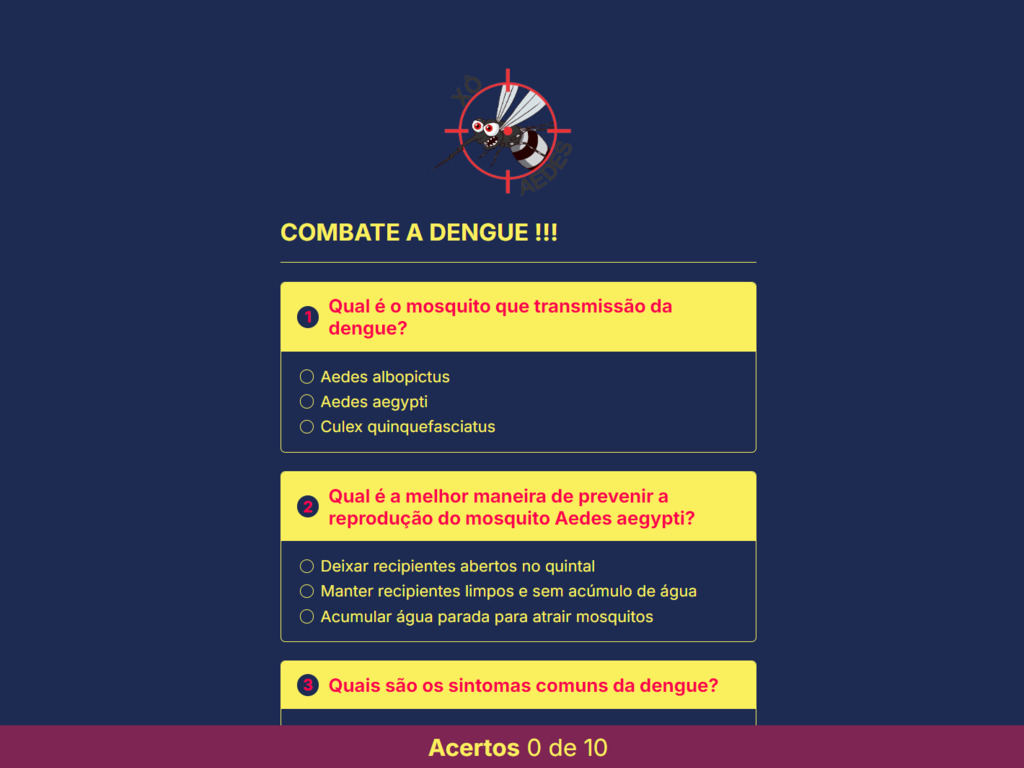 XÔ
AEDES
COMBATE A DENGUE !!!
1 Qual é o mosquito que transmissão da
dengue?
Aedes albopictus
Aedes aegypti
Culex quinquefasciatus
2 Qual é a melhor maneira de prevenir a
reprodução do mosquito Aedes aegypti?
Deixar recipientes abertos no quintal
Manter recipientes limpos e sem acúmulo de água
Acumular água parada para atrair mosquitos
3 Quais são os sintomas comuns da dengue?
Acertos 0 de 10